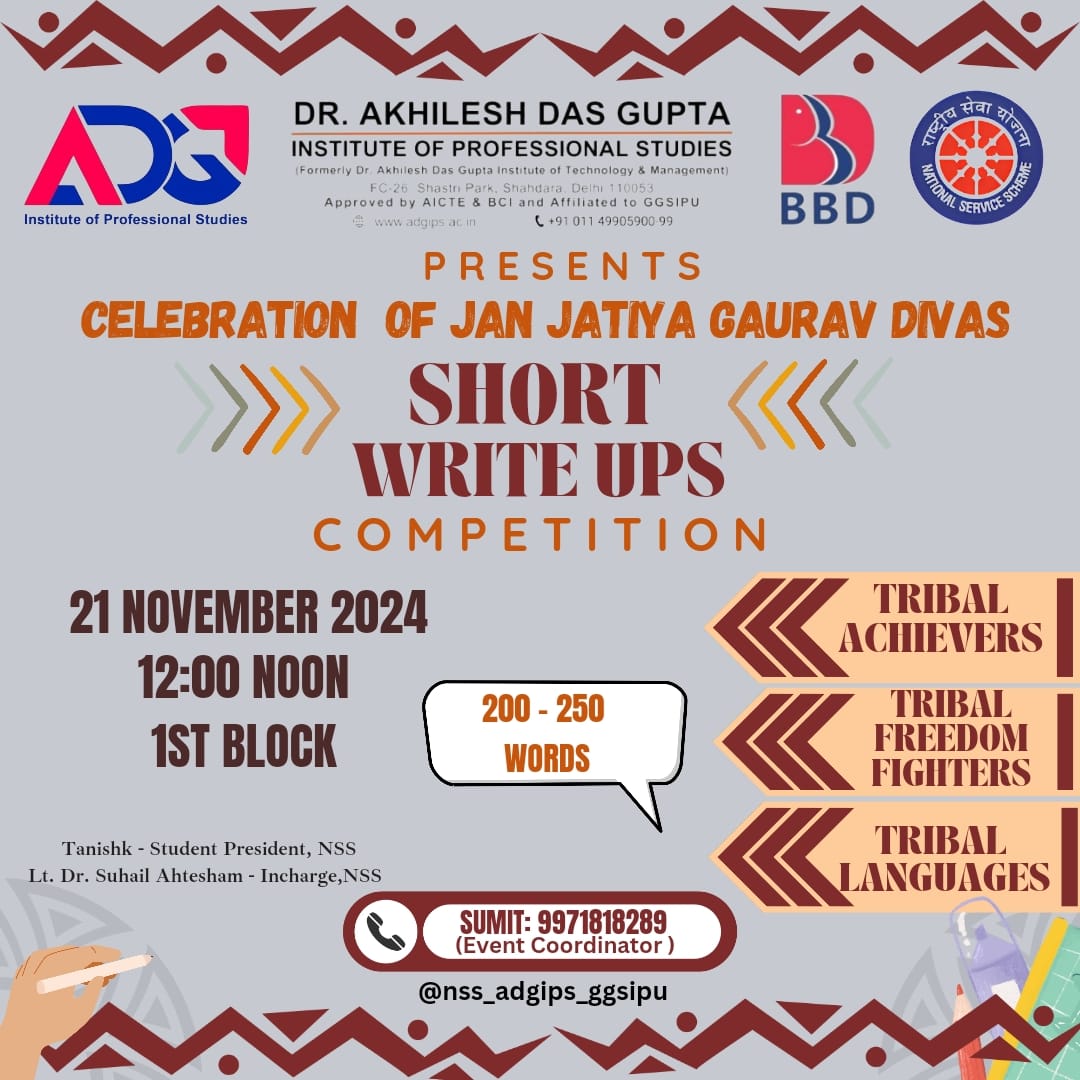 ADGI
Institute of Professional Studies
DR. AKHILESH DAS GUPTA
INSTITUTE OF PROFESSIONAL STUDIES
(Formerly Dr. Akhilesh Das Gupta Institute of Technology & Management)
FC-26 Shastri Park, Shahdara, Delhi 110053
Approved by AICTE & BCI and Affiliated to GGSIPU
www.adgips.ac.in +91 011 49905900-99
BBD
राष्ट्रीय सेवा योजना
NATIONAL SERVICE SCHEME
PRESENTS
CELEBRATION OF JAN JATIYA GAURAV DIVAS
SHORT
WRITE UPS
COMPETITION
21 NOVEMBER 2024
12:00 NOON
1ST BLOCK
200 - 250
WORDS
TRIBAL
ACHIEVERS
TRIBAL
FREEDOM
FIGHTERS
TRIBAL
LANGUAGES
Tanishk - Student President, NSS
Lt. Dr. Suhail Ahtesham - Incharge,NSS
SUMIT: 9971818289
(Event Coordinator )
@nss_adgips_ggsipu